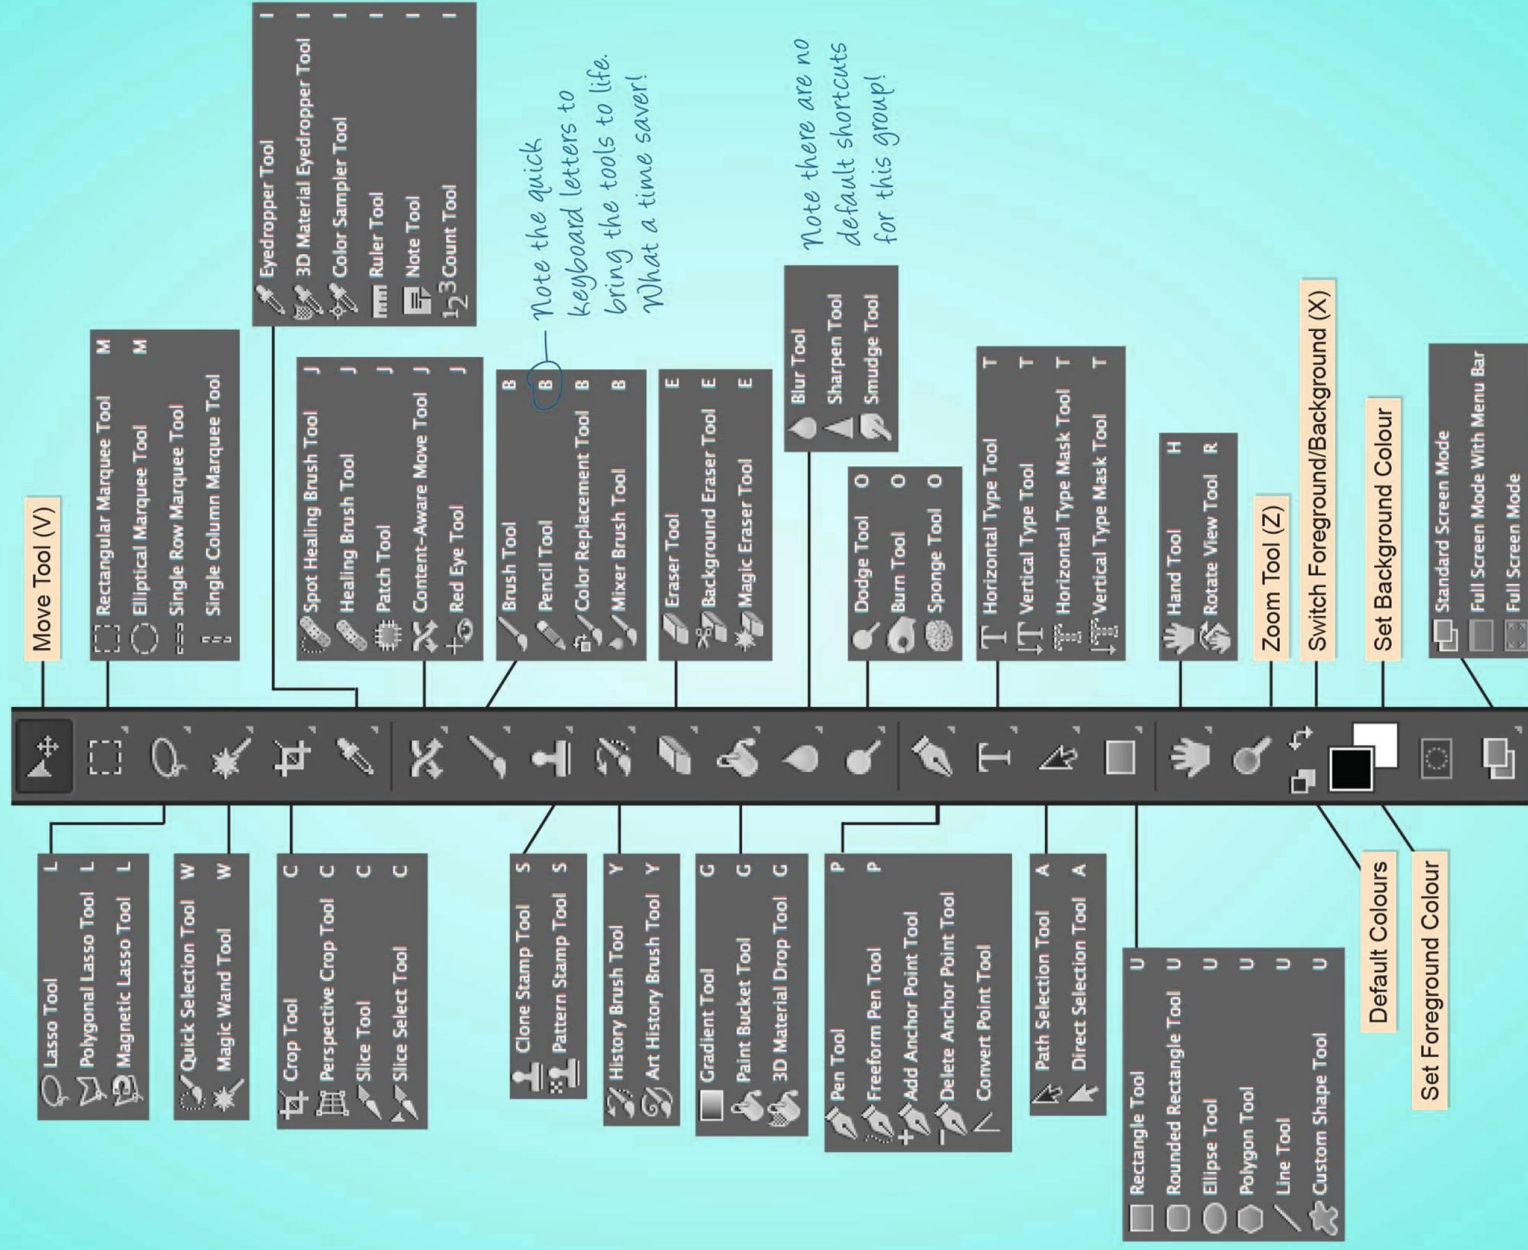 Move Tool (V)
Rectangular Marquee Tool M
Elliptical Marquee Tool M
Single Row Marquee Tool
Single Column Marquee Tool
Lasso Tool L
Polygonal Lasso Tool L
Magnetic Lasso Tool L
Quick Selection Tool W
Magic Wand Tool W
Crop Tool C
Perspective Crop Tool C
Slice Tool C
Slice Select Tool C
Eyedropper Tool I
3D Material Eyedropper Tool I
Color Sampler Tool I
Ruler Tool I
Note Tool I
123 Count Tool I
Spot Healing Brush Tool J
Healing Brush Tool J
Patch Tool J
Content-Aware Move Tool J
Red Eye Tool J
Brush Tool B
Pencil Tool B
Color Replacement Tool B
Mixer Brush Tool B
Note the quick
keyboard letters to
bring the tools to life.
What a time saver!
Clone Stamp Tool S
Pattern Stamp Tool S
History Brush Tool Y
Art History Brush Tool Y
Eraser Tool E
Background Eraser Tool E
Magic Eraser Tool E
Gradient Tool G
Paint Bucket Tool G
3D Material Drop Tool G
Blur Tool
Sharpen Tool
Smudge Tool
Note there are no
default shortcuts
for this group!
Dodge Tool O
Burn Tool O
Sponge Tool O
Pen Tool P
Freeform Pen Tool P
Add Anchor Point Tool
Delete Anchor Point Tool
Convert Point Tool
T
T Horizontal Type Tool T
T Vertical Type Tool T
T Horizontal Type Mask Tool T
T Vertical Type Mask Tool T
Path Selection Tool A
Direct Selection Tool A
Rectangle Tool U
Rounded Rectangle Tool U
Ellipse Tool U
Polygon Tool U
Line Tool U
Custom Shape Tool U
Hand Tool H
Rotate View Tool R
Zoom Tool (Z)
Switch Foreground/Background (X)
Default Colours
Set Background Colour
Set Foreground Colour
Standard Screen Mode
Full Screen Mode With Menu Bar
Full Screen Mode